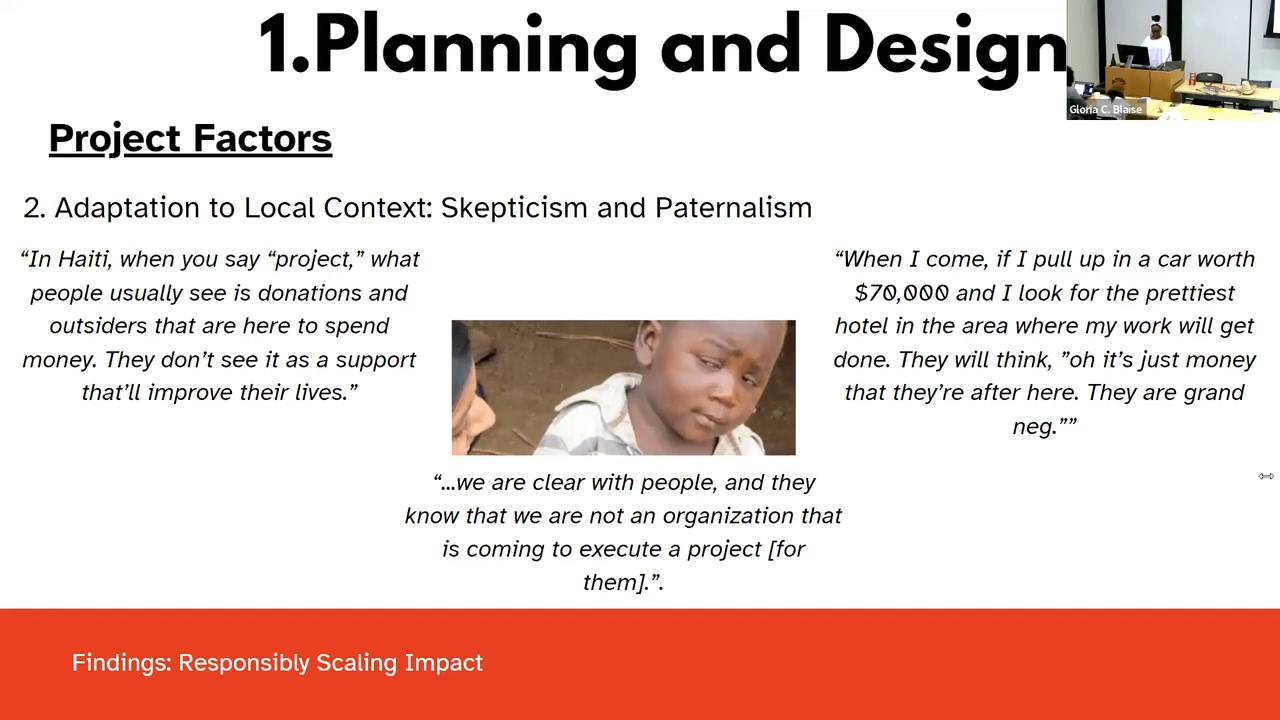 1.Planning and Design
Gloria C. Blaise
Project Factors
2. Adaptation to Local Context: Skepticism and Paternalism
“In Haiti, when you say “project,” what
people usually see is donations and
outsiders that are here to spend
money. They don’t see it as a support
that’ll improve their lives.”
“When I come, if I pull up in a car worth
$70,000 and I look for the prettiest
hotel in the area where my work will get
done. They will think, ”oh it’s just money
that they’re after here. They are grand
neg.””
“...we are clear with people, and they
know that we are not an organization that
is coming to execute a project [for
them].”.
Findings: Responsibly Scaling Impact